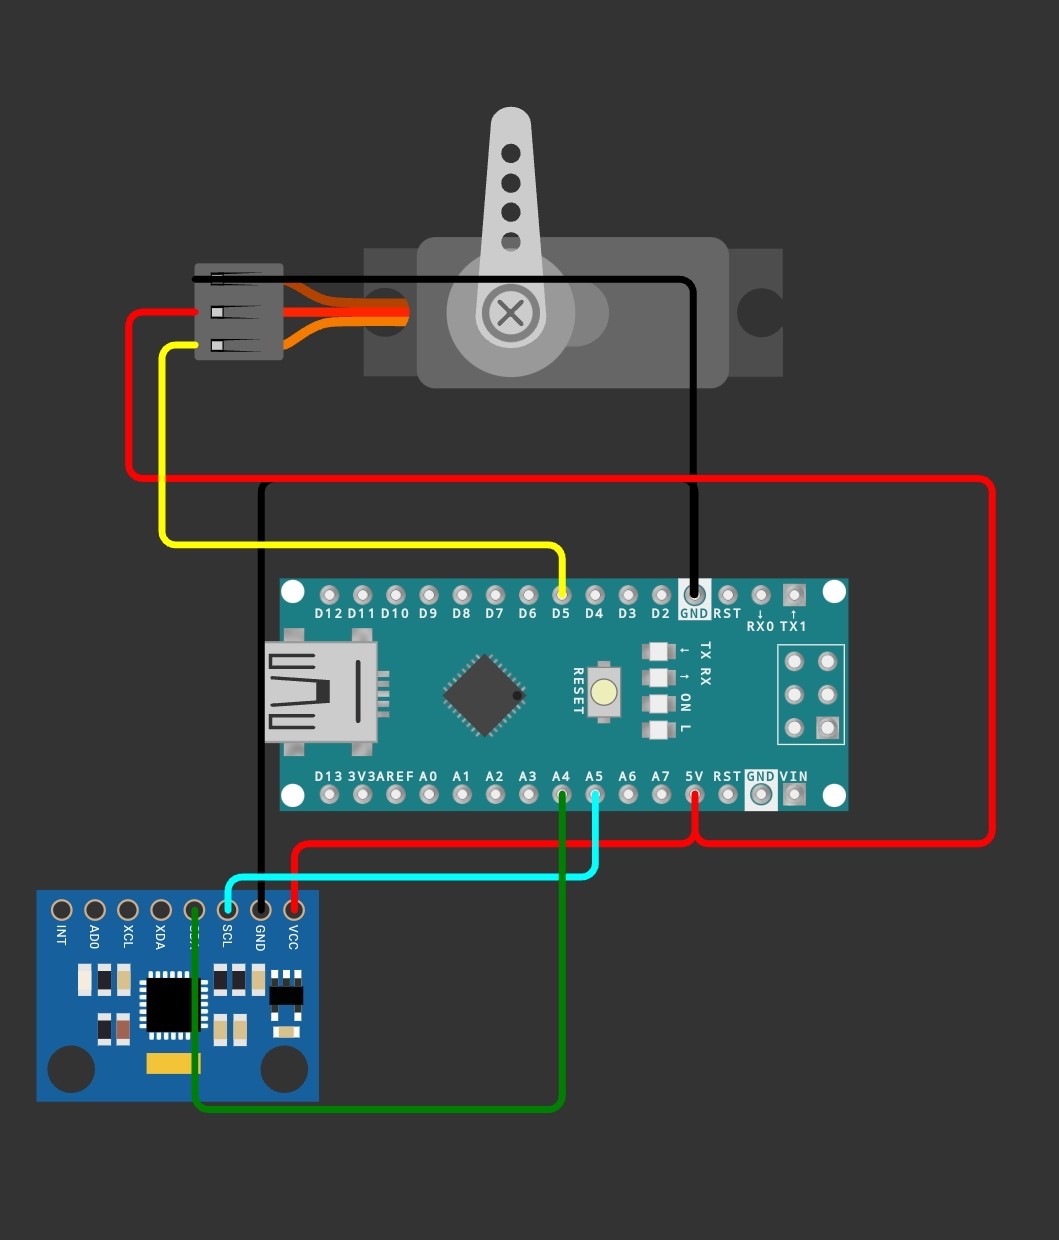 D12 D11 D10 D9 D8 D7 D6 D5 D4 D3 D2 GND RST ↓ ↑
RX0 TX1
RESET
← ↑ ON L
TX RX
D13 3V3 AREF A0 A1 A2 A3 A4 A5 A6 A7 5V RST GND VIN
INT AD0 XCL XDA SCL GND VCC